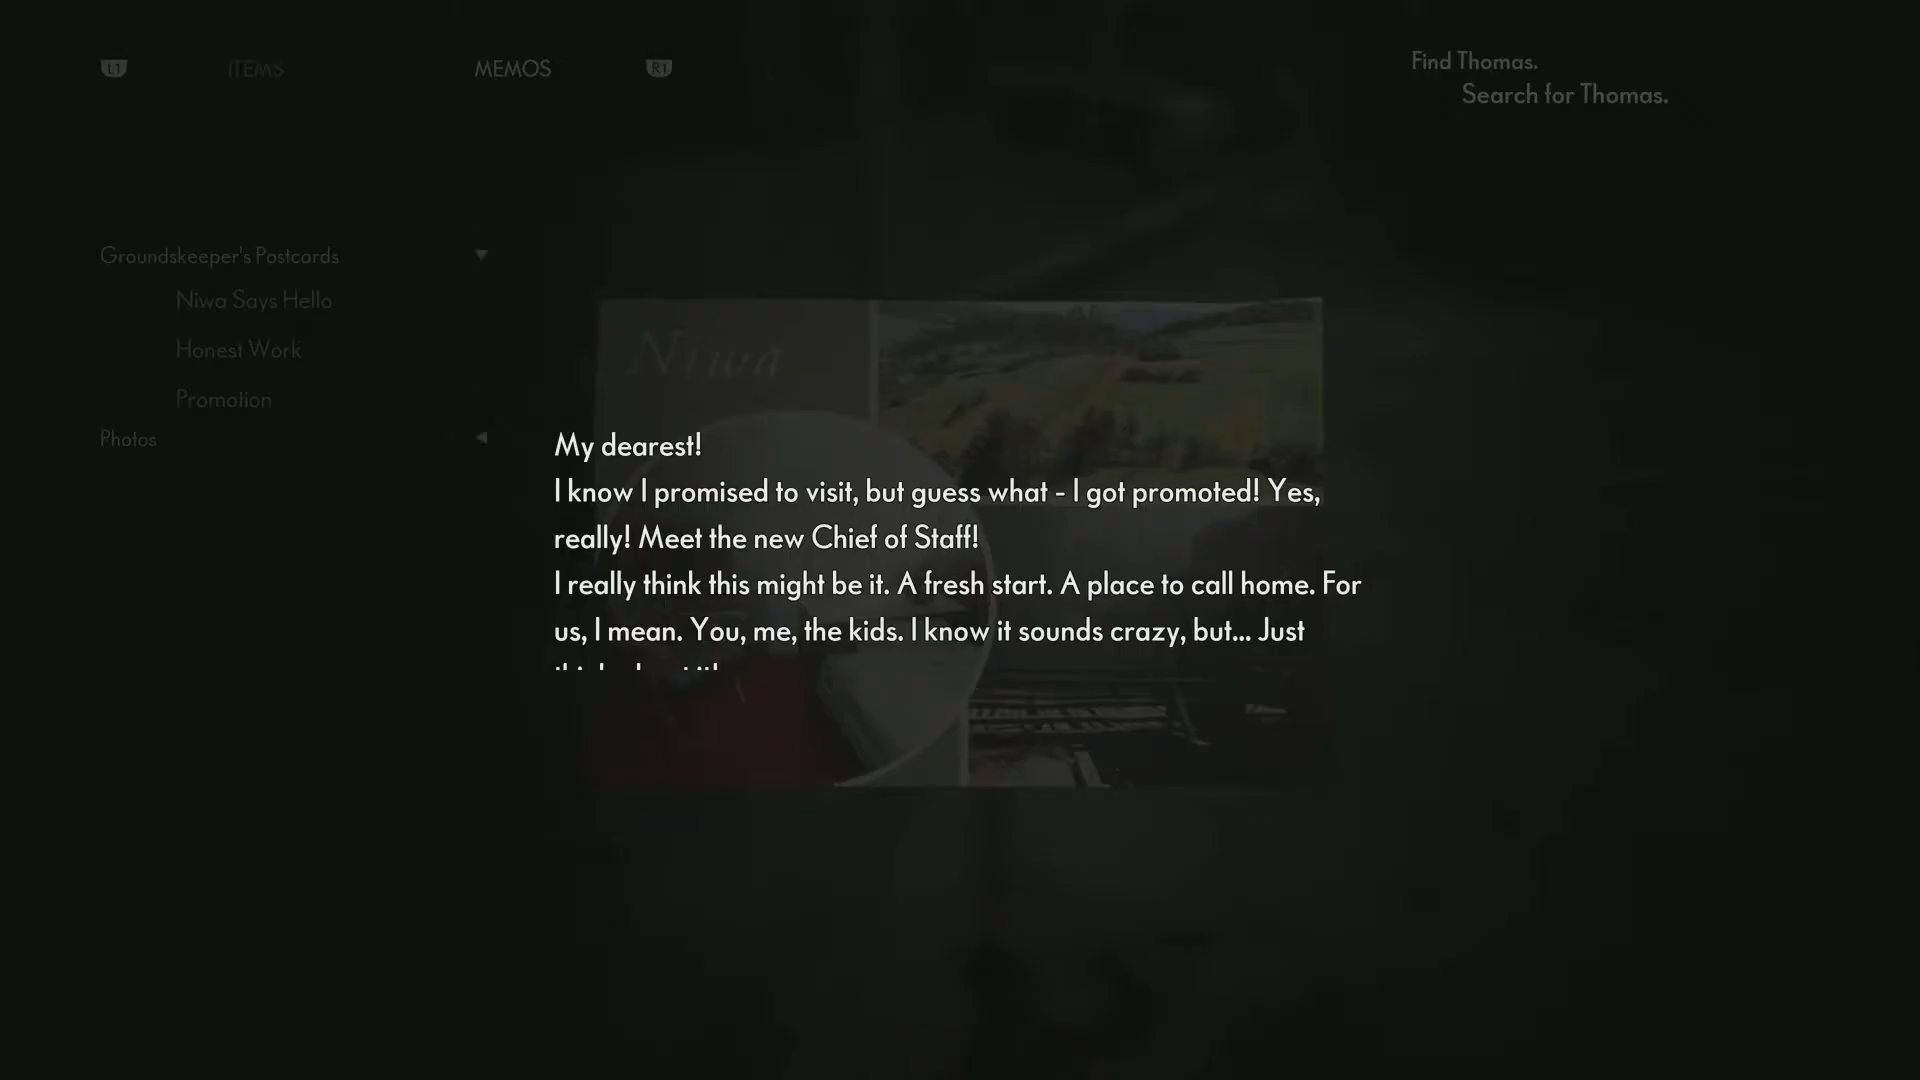 L1 ITEMS MEMOS R1
Find Thomas.
Search for Thomas.
Groundskeeper's Postcards
Niwa Says Hello
Honest Work
Promotion
Photos
Niwa
My dearest!
I know I promised to visit, but guess what - I got promoted! Yes,
really! Meet the new Chief of Staff!
I really think this might be it. A fresh start. A place to call home. For
us, I mean. You, me, the kids. I know it sounds crazy, but... Just